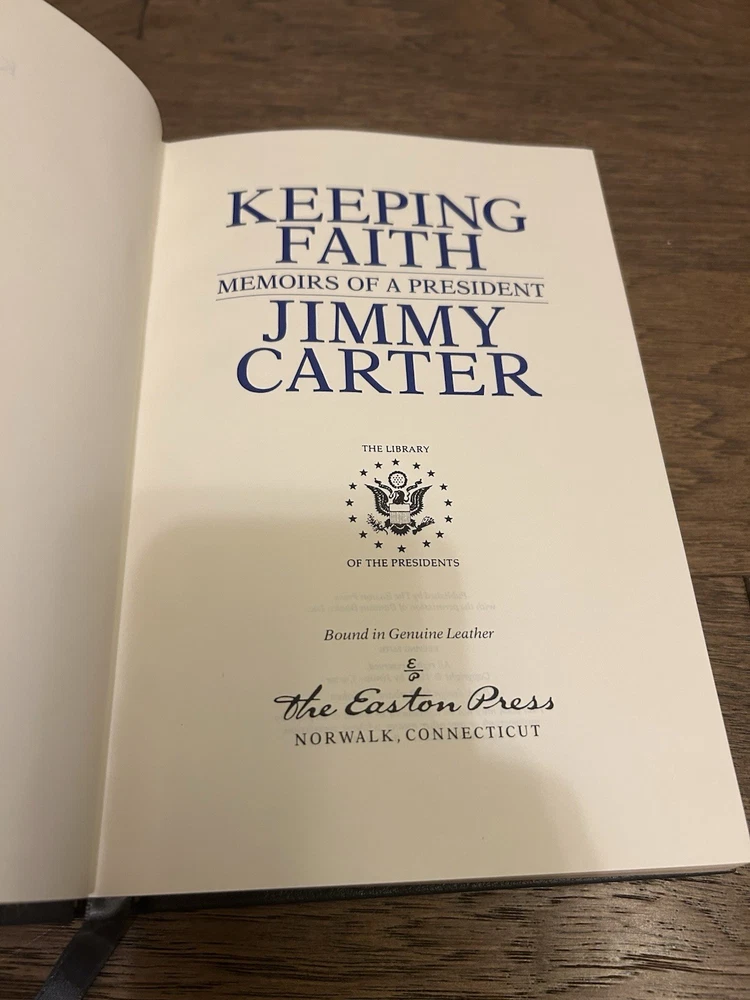 KEEPING
FAITH
MEMOIRS OF A PRESIDENT
JIMMY
CARTER
THE LIBRARY
OF THE PRESIDENTS
Bound in Genuine Leather
E
P
The Easton Press
NORWALK, CONNECTICUT